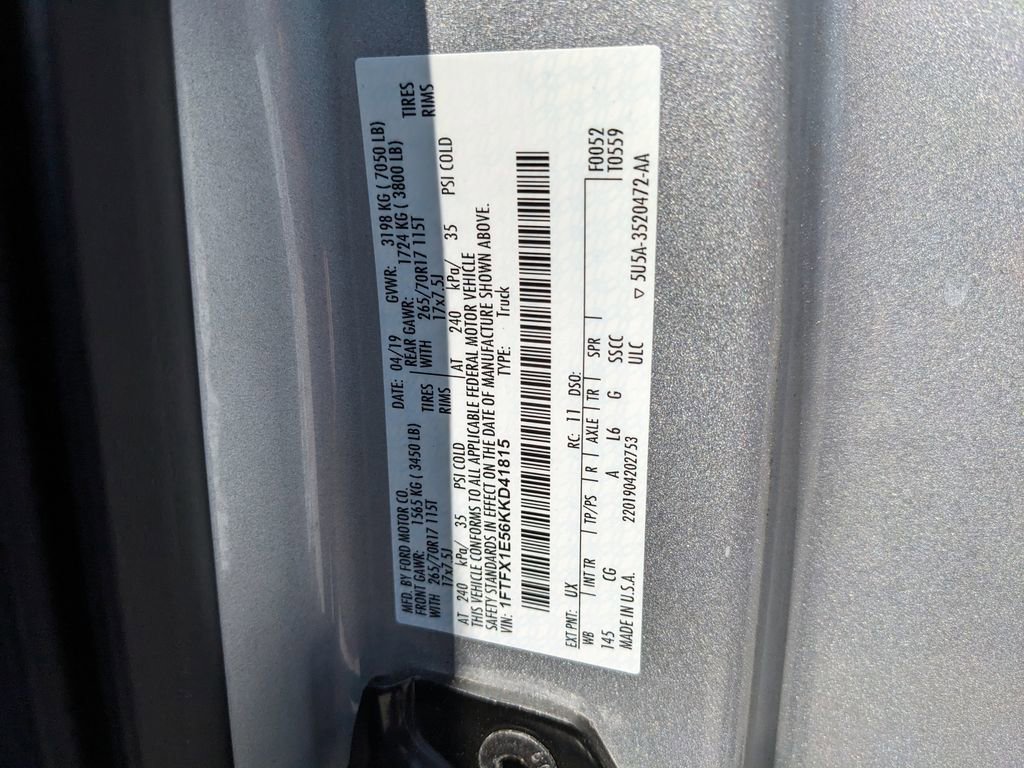 MFD. BY FORD MOTOR CO.
DATE: 04/19 GVWR: 3198 KG ( 7050 LB)
FRONT GAWR: 1565 KG ( 3450 LB) REAR GAWR: 1724 KG ( 3800 LB)
WITH 265/70R17 115T TIRES WITH 265/70R17 115T TIRES
17x7.5J RIMS 17x7.5J RIMS
AT 240 kPa/ 35 PSI COLD AT 240 kPa/ 35 PSI COLD
THIS VEHICLE CONFORMS TO ALL APPLICABLE FEDERAL MOTOR VEHICLE
SAFETY STANDARDS IN EFFECT ON THE DATE OF MANUFACTURE SHOWN ABOVE.
VIN: 1FTFX1E56KKD41815 TYPE: Truck
EXT PNT: UX RC: 11 DSO: F0052
WB INT TR TP/PS R AXLE TR SPR T0559
145 CG A L6 G SSCC
MADE IN U.S.A. 2201904202753 ULC ▽ 5U5A-3520472-AA